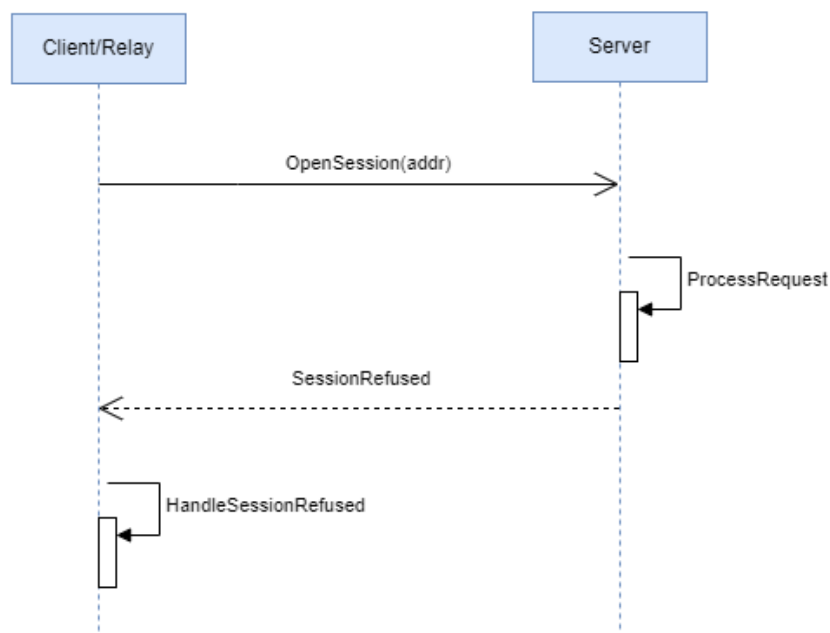 Client/Relay
Server
OpenSession(addr)
ProcessRequest
SessionRefused
HandleSessionRefused